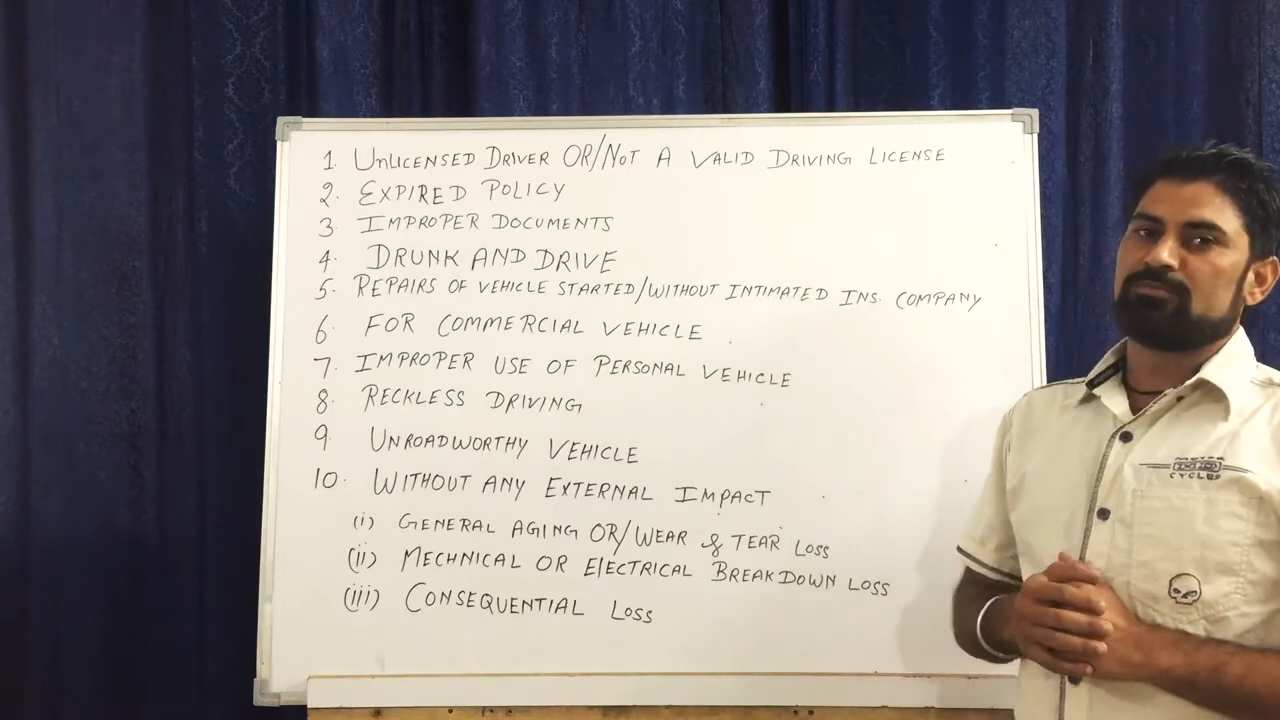 1. UNLICENSED DRIVER OR/NOT A VALID DRIVING LICENSE
2. EXPIRED POLICY
3. IMPROPER DOCUMENTS
4. DRUNK AND DRIVE
5. REPAIRS OF VEHICLE STARTED/WITHOUT INTIMATED INS. COMPANY
6. FOR COMMERCIAL VEHICLE
7. IMPROPER USE OF PERSONAL VEHICLE
8. RECKLESS DRIVING
9. UNROADWORTHY VEHICLE
10. WITHOUT ANY EXTERNAL IMPACT
(i) GENERAL AGING OR/WEAR & TEAR LOSS
(ii) MECHNICAL OR ElECTRICAL BREAKDOWN LOSS
(iii) CONSEQUENTIAL LOSS
MOTOR
CYCLES